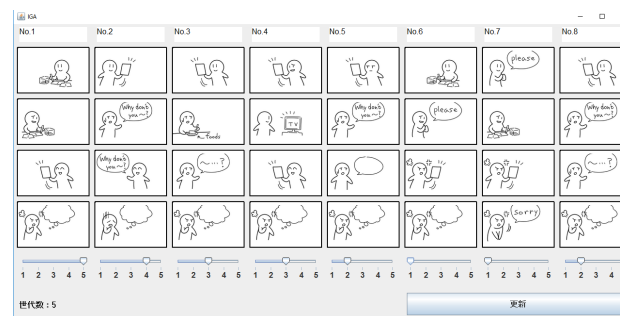 IGA
No.1 No.2 No.3 No.4 No.5 No.6 No.7 No.8
please
Why don't you ~?
Foods
TV
Why don't you ~?
please
Why don't you ~?
Why don't you ~?
~…?
~…?
sorry
1 2 3 4 5 1 2 3 4 5 1 2 3 4 5 1 2 3 4 5 1 2 3 4 5 1 2 3 4 5 1 2 3 4 5 1 2 3 4
世代数：5
更新